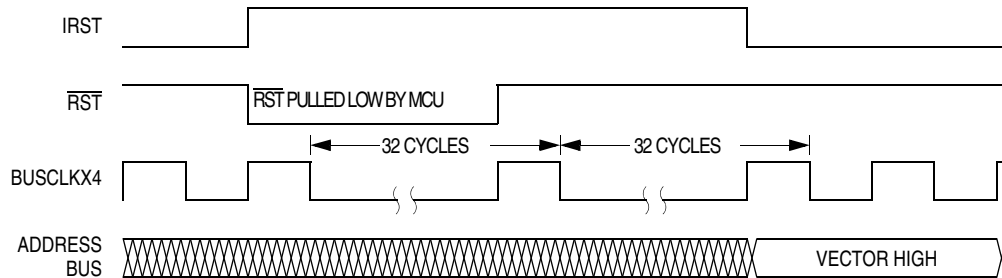 IRST
RST
RST PULLED LOW BY MCU
32 CYCLES
32 CYCLES
BUSCLKX4
ADDRESS
BUS
VECTOR HIGH